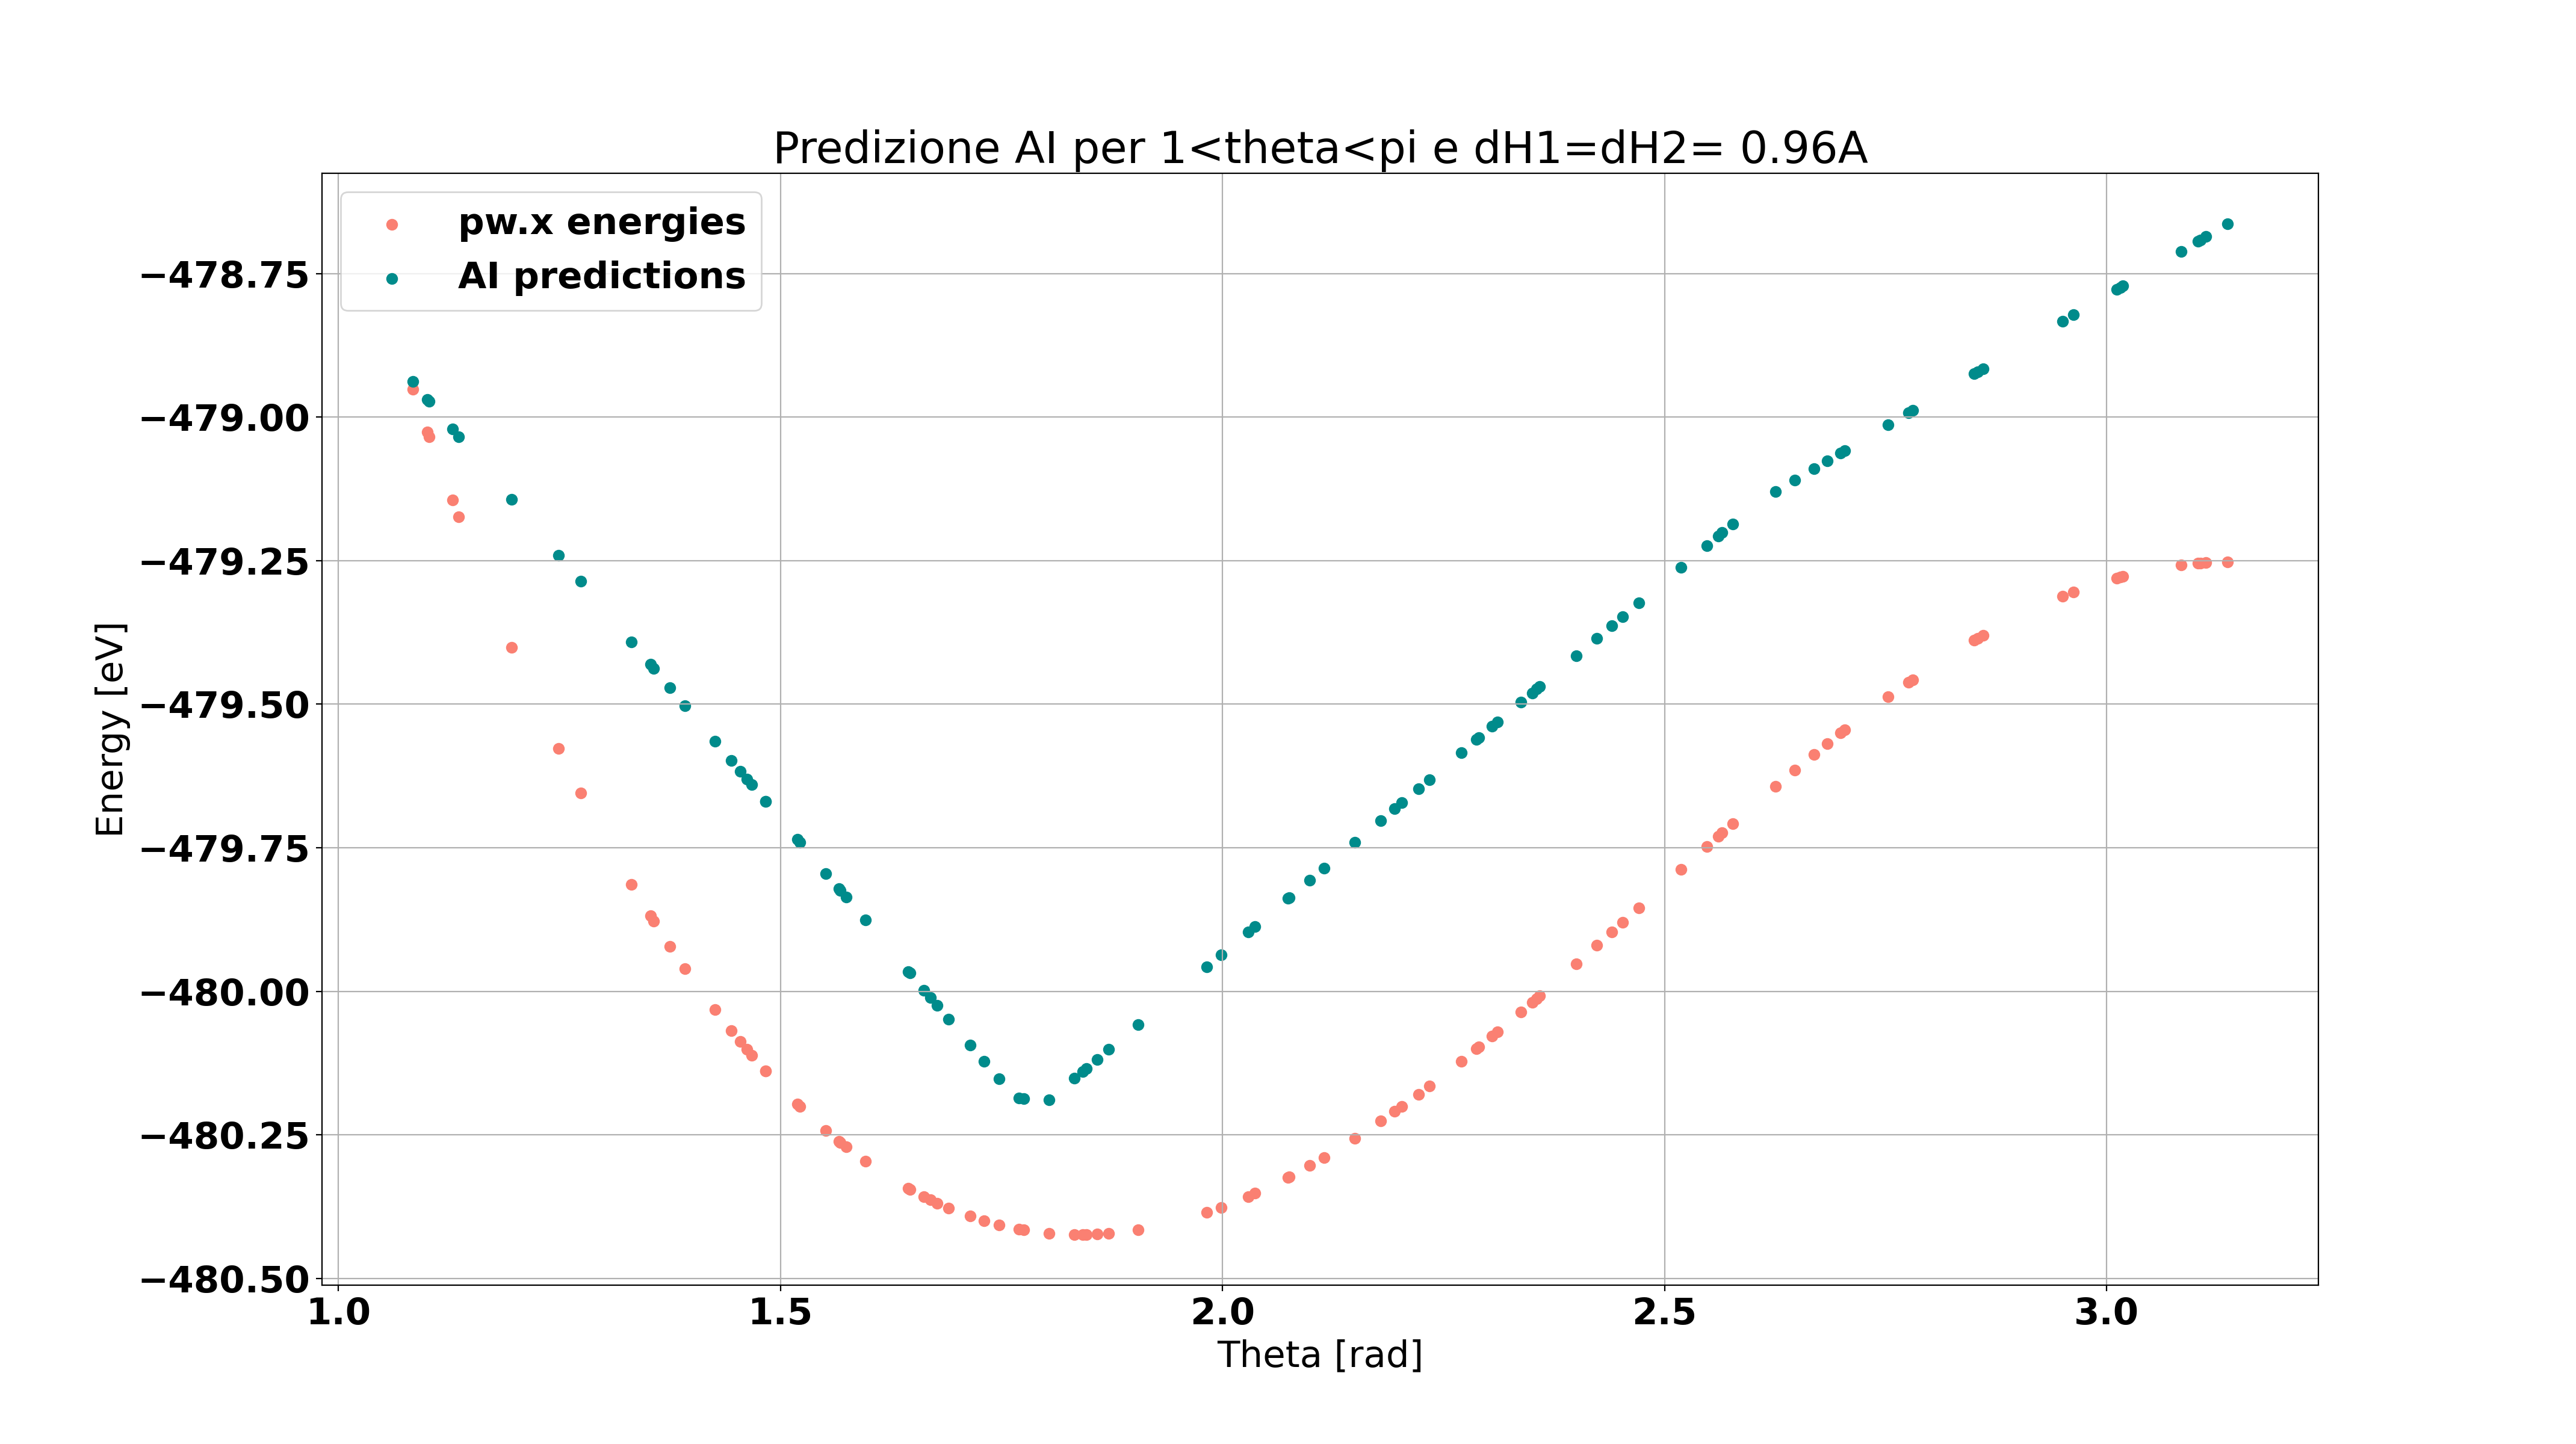 Predizione AI per 1<theta<pi e dH1=dH2= 0.96A
pw.x energies
AI predictions
−478.75
−479.00
−479.25
−479.50
−479.75
−480.00
−480.25
−480.50
Energy [eV]
1.0 1.5 2.0 2.5 3.0
Theta [rad]